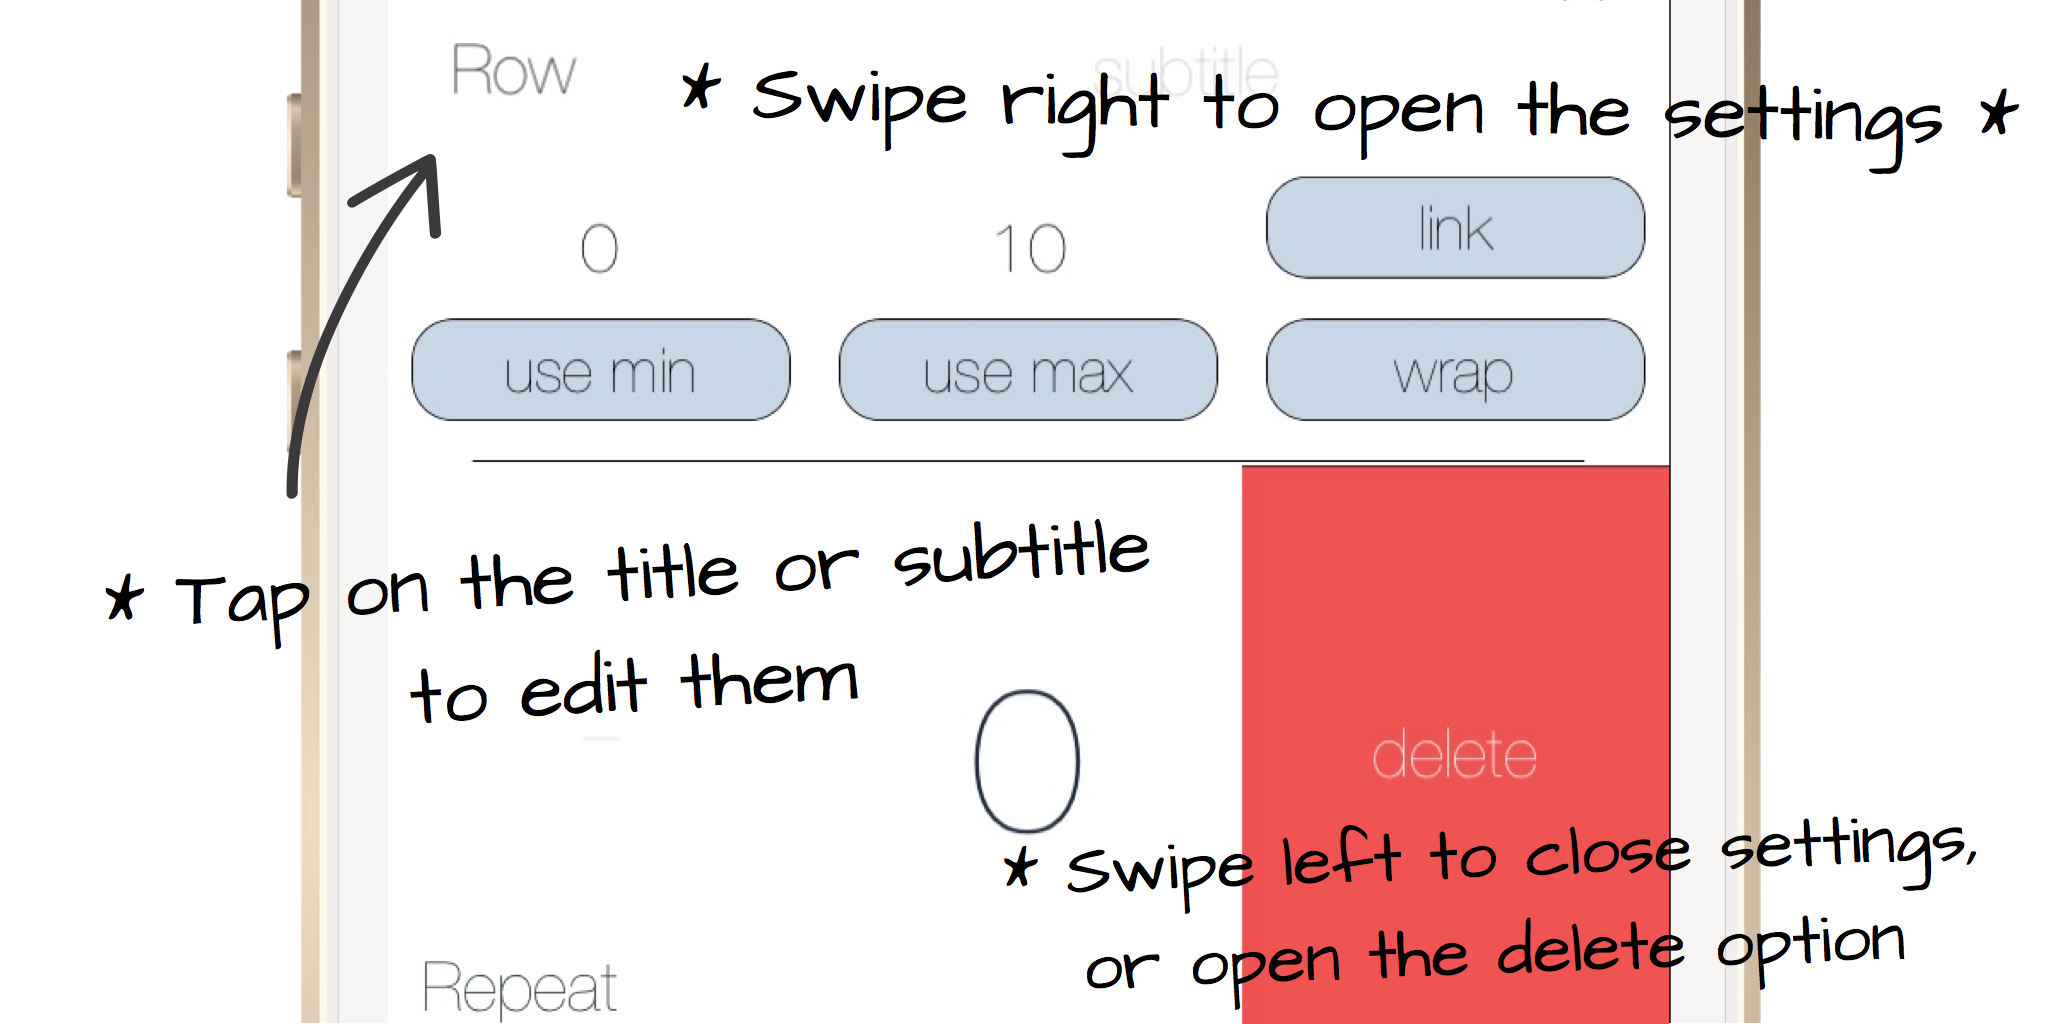 Row
subtitle
* Swipe right to open the settings *
0
10
link
use min
use max
wrap
* Tap on the title or subtitle
to edit them
0
delete
* Swipe left to close settings,
or open the delete option
Repeat